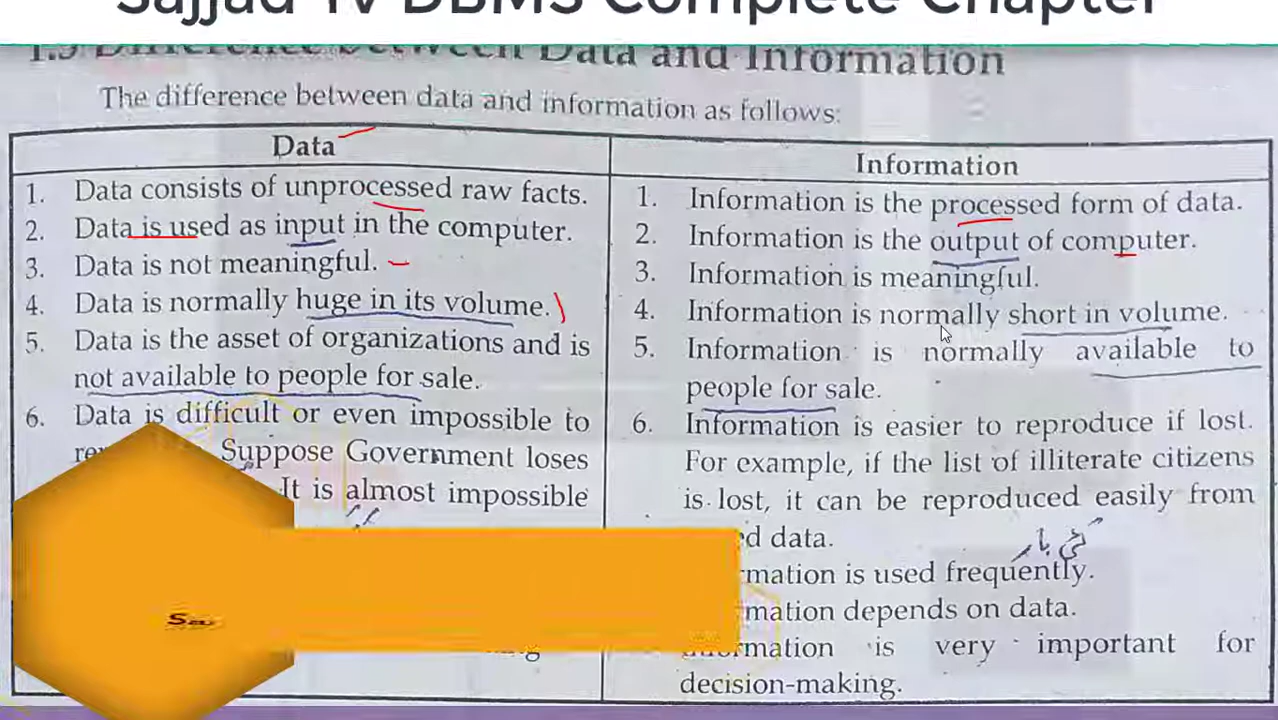 Sajjad TV DBMS Complete Chapter
1.5 Difference between Data and Information
The difference between data and information as follows:
Data
1. Data consists of unprocessed raw facts.
2. Data is used as input in the computer.
3. Data is not meaningful.
4. Data is normally huge in its volume.
5. Data is the asset of organizations and is
not available to people for sale.
6. Data is difficult or even impossible to
Suppose Government loses
It is almost impossible
Information
1. Information is the processed form of data.
2. Information is the output of computer.
3. Information is meaningful.
4. Information is normally short in volume.
5. Information is normally available to
people for sale.
6. Information is easier to reproduce if lost.
For example, if the list of illiterate citizens
is lost, it can be reproduced easily from
data.
کئی بار
is used frequently.
depends on data.
is very important for
decision-making.